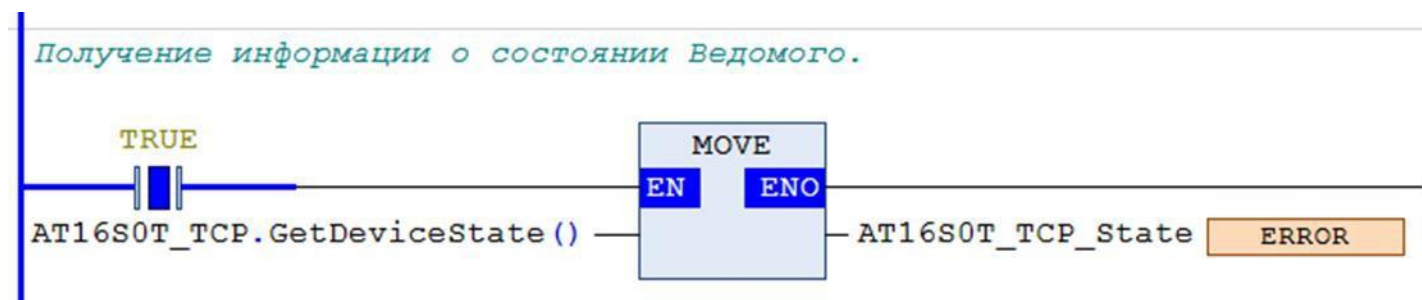 Получение информации о состоянии Ведомого.
TRUE
MOVE
EN ENO
AT16S0T_TCP.GetDeviceState() AT16S0T_TCP_State ERROR